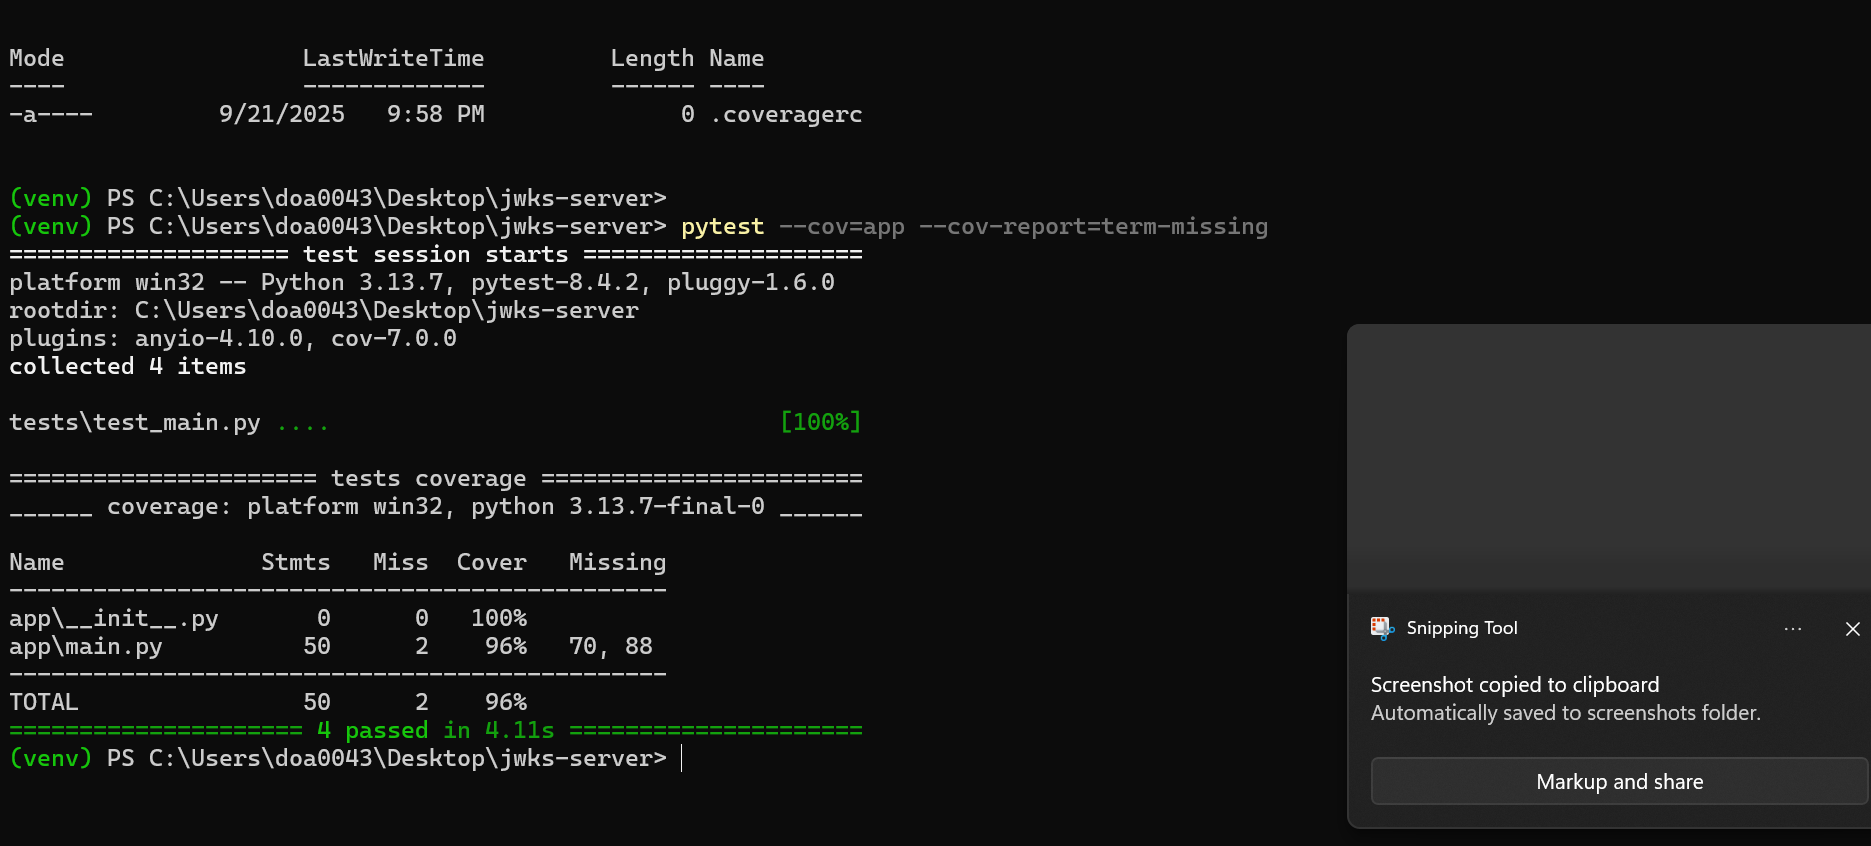 Mode                 LastWriteTime         Length Name
----                 -------------         ------ ----
-a----         9/21/2025   9:58 PM              0 .coveragerc
(venv) PS C:\Users\doa0043\Desktop\jwks-server>
(venv) PS C:\Users\doa0043\Desktop\jwks-server> pytest --cov=app --cov-report=term-missing
==================== test session starts ====================
platform win32 -- Python 3.13.7, pytest-8.4.2, pluggy-1.6.0
rootdir: C:\Users\doa0043\Desktop\jwks-server
plugins: anyio-4.10.0, cov-7.0.0
collected 4 items
tests\test_main.py ....                                [100%]
====================== tests coverage =======================
______ coverage: platform win32, python 3.13.7-final-0 ______
Name              Stmts   Miss  Cover   Missing
-----------------------------------------------
app\__init__.py       0      0   100%
app\main.py          50      2    96%   70, 88
-----------------------------------------------
TOTAL                50      2    96%
===================== 4 passed in 4.11s =====================
(venv) PS C:\Users\doa0043\Desktop\jwks-server>
Snipping Tool
Screenshot copied to clipboard
Automatically saved to screenshots folder.
Markup and share